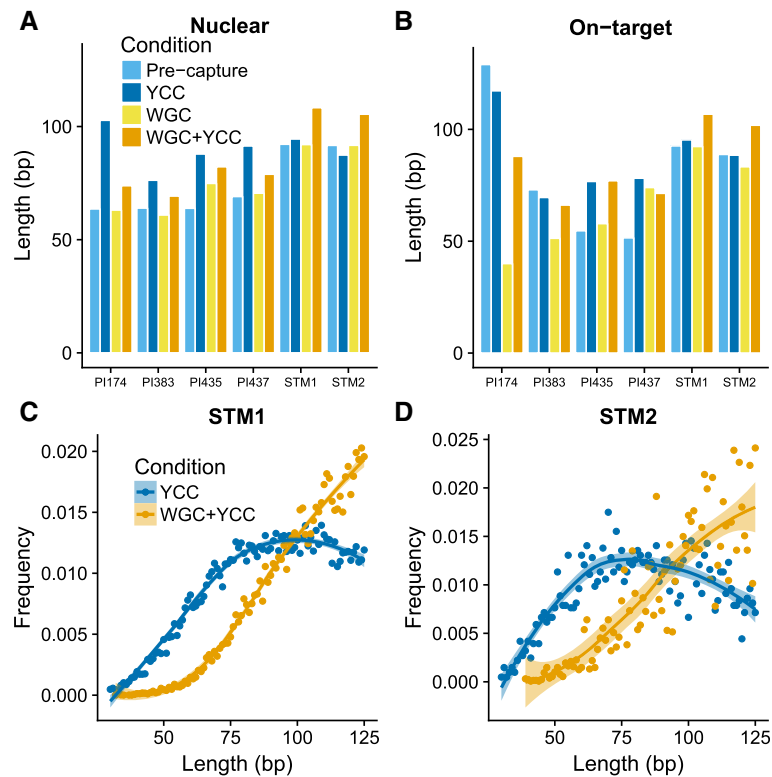 A
Nuclear
Condition
Pre−capture
YCC
WGC
WGC+YCC
Length (bp)
100
50
0
PI174 PI383 PI435 PI437 STM1 STM2
B
On−target
Length (bp)
100
50
0
PI174 PI383 PI435 PI437 STM1 STM2
C
STM1
Condition
YCC
WGC+YCC
Frequency
0.020
0.015
0.010
0.005
0.000
50 75 100 125
Length (bp)
D
STM2
Frequency
0.025
0.020
0.015
0.010
0.005
0.000
50 75 100 125
Length (bp)